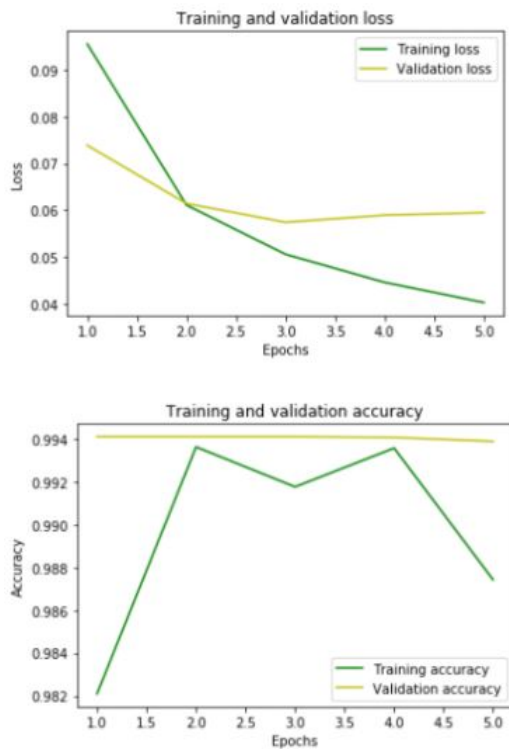 Training and validation loss
Training loss
Validation loss
0.09
0.08
0.07
0.06
0.05
0.04
Loss
1.0 1.5 2.0 2.5 3.0 3.5 4.0 4.5 5.0
Epochs
Training and validation accuracy
0.994
0.992
0.990
0.988
0.986
0.984
0.982
Accuracy
Training accuracy
Validation accuracy
1.0 1.5 2.0 2.5 3.0 3.5 4.0 4.5 5.0
Epochs